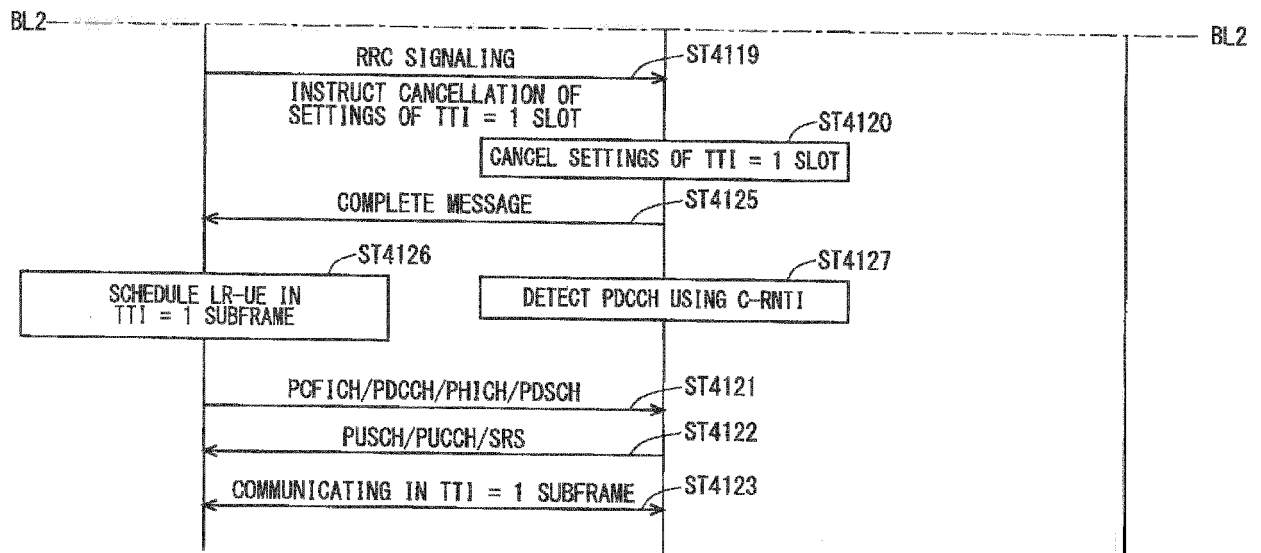 BL2
BL2
RRC SIGNALING
ST4119
INSTRUCT CANCELLATION OF
SETTINGS OF TTI = 1 SLOT
ST4120
CANCEL SETTINGS OF TTI = 1 SLOT
COMPLETE MESSAGE
ST4125
ST4126
ST4127
SCHEDULE LR-UE IN
TTI = 1 SUBFRAME
DETECT PDCCH USING C-RNTI
PCFICH/PDCCH/PHICH/PDSCH
ST4121
PUSCH/PUCCH/SRS
ST4122
COMMUNICATING IN TTI = 1 SUBFRAME
ST4123